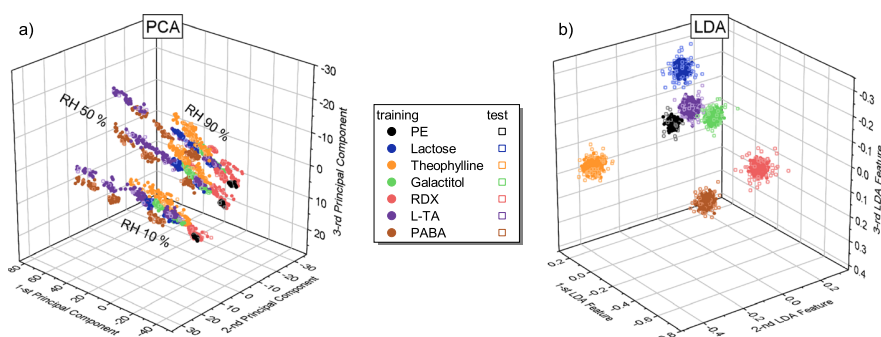 a)
PCA
RH 50 %
RH 90 %
RH 10 %
-30
-20
-10
0
10
20
3-rd Principal Component
80
60
40
20
0
-20
-40
1-st Principal Component
30
20
10
0
-10
-20
-30
2-nd Principal Component
training test
PE
Lactose
Theophylline
Galactitol
RDX
L-TA
PABA
b)
LDA
-0.3
-0.2
-0.1
0.0
0.1
0.2
0.3
0.4
3-rd LDA Feature
0.2
0.0
-0.2
-0.4
-0.6
1-st LDA Feature
-0.4
-0.2
0.0
0.2
2-nd LDA Feature